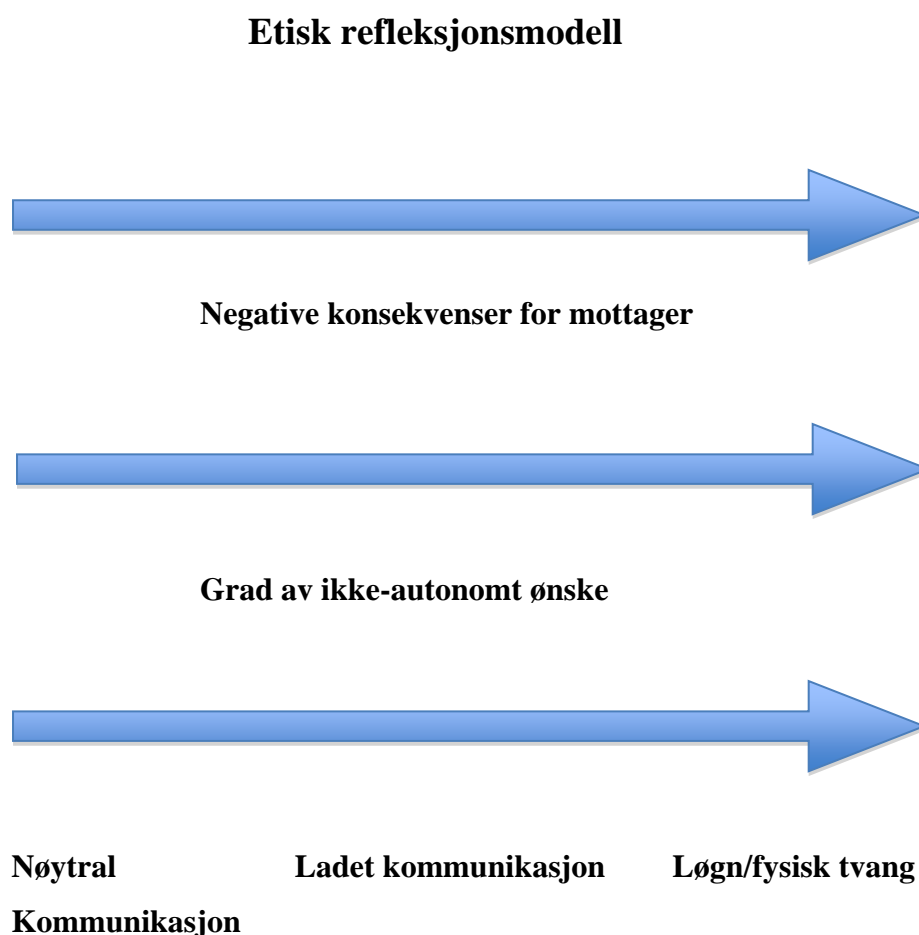 Etisk refleksjonsmodell
Negative konsekvenser for mottager
Grad av ikke-autonomt ønske
Nøytral Ladet kommunikasjon Løgn/fysisk tvang
Kommunikasjon